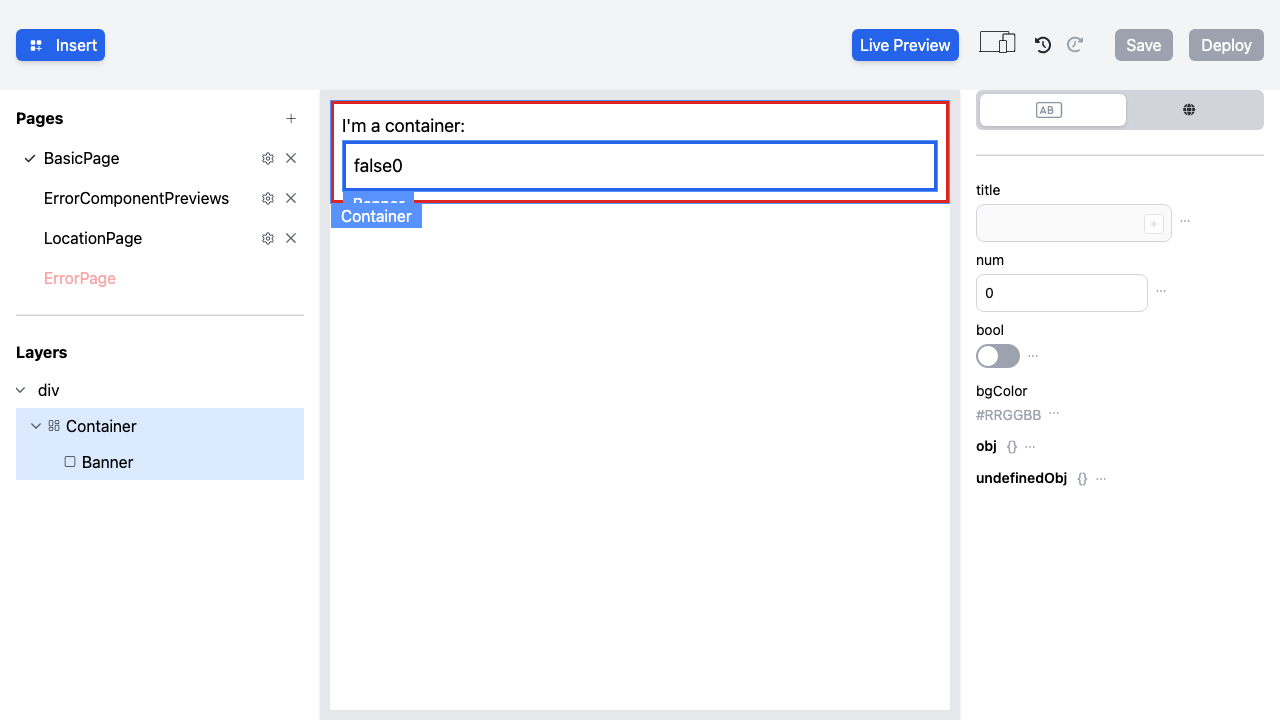 Insert
Live Preview
Save
Deploy
Pages
BasicPage
ErrorComponentPreviews
LocationPage
ErrorPage
Layers
div
Container
Banner
I'm a container:
false0
Banner
Container
AB
title
num
0
bool
bgColor
#RRGGBB
obj {}
undefinedObj {}